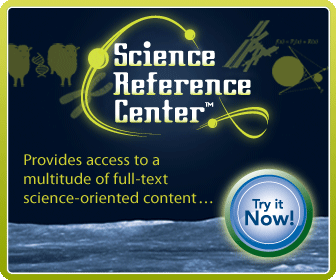 Science
Reference
Center™
Provides access to a
multitude of full-text
science-oriented content...
Try it
Now!